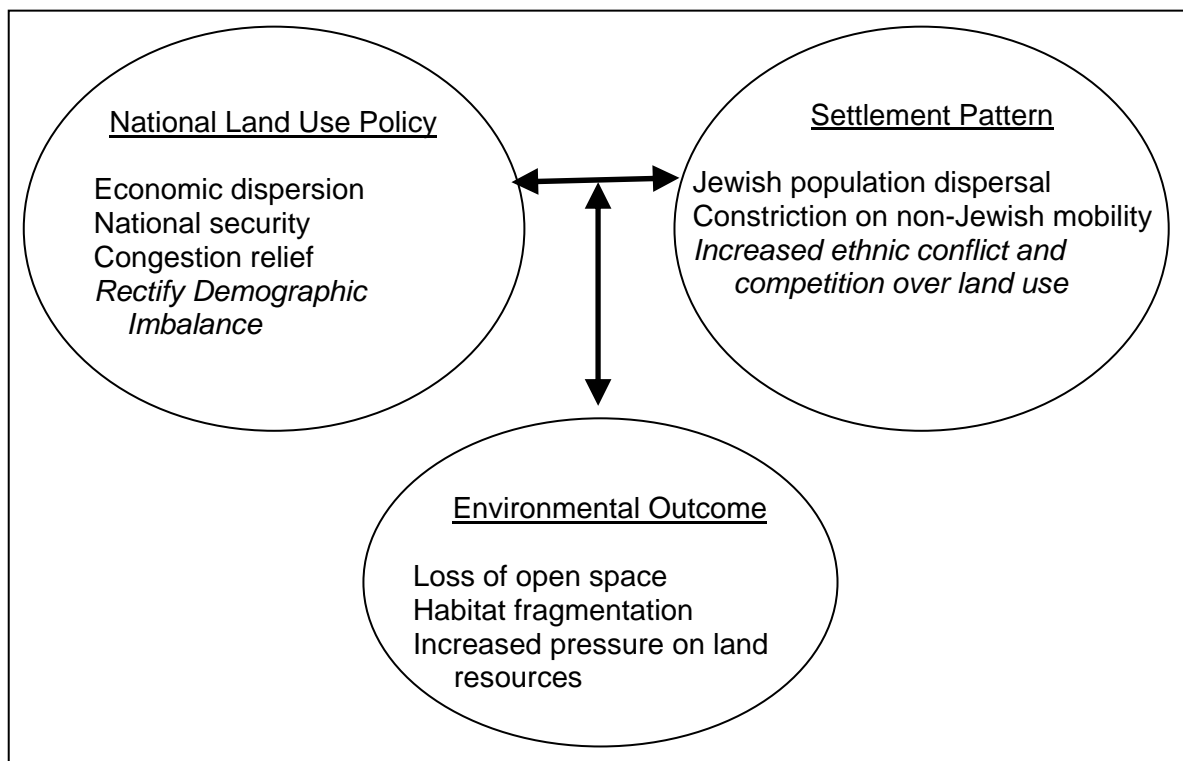 National Land Use Policy
Economic dispersion
National security
Congestion relief
Rectify Demographic
Imbalance
Settlement Pattern
Jewish population dispersal
Constriction on non-Jewish mobility
Increased ethnic conflict and
competition over land use
Environmental Outcome
Loss of open space
Habitat fragmentation
Increased pressure on land
resources